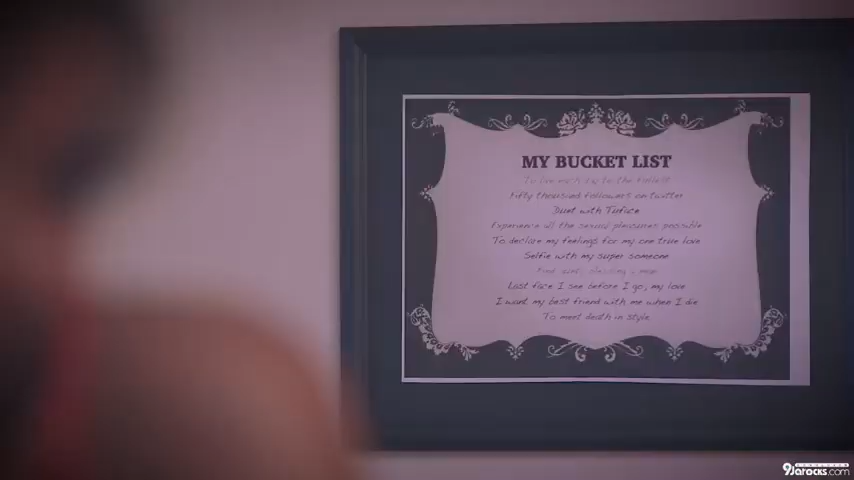 MY BUCKET LIST
To live each day to the fullest
Fifty thousand followers on twitter
Duet with Tuface
Experience all the sexual pleasures possible
To declare my feelings for my one true love
Selfie with my super someone
Last face I see before I go, my love
I want my best friend with me when I die
To meet death in style
9jarocks.com